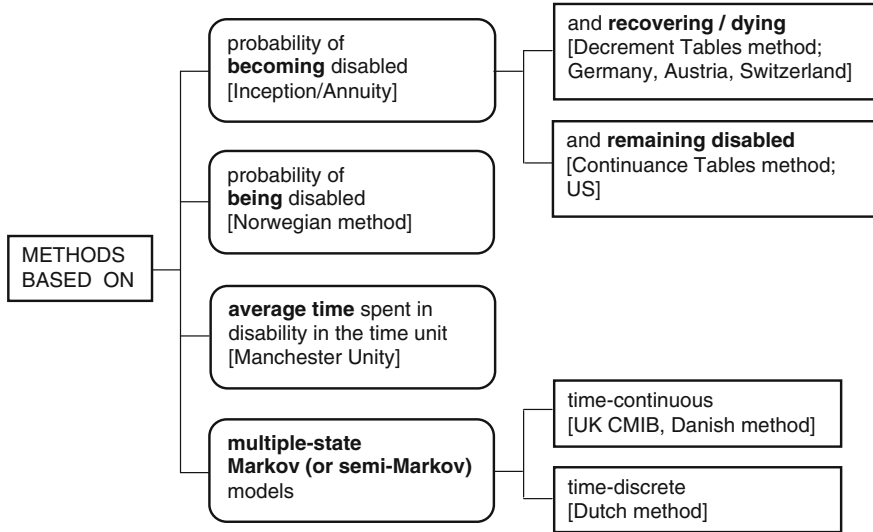 METHODS
BASED ON
probability of
becoming disabled
[Inception/Annuity]
and recovering / dying
[Decrement Tables method;
Germany, Austria, Switzerland]
and remaining disabled
[Continuance Tables method;
US]
probability of
being disabled
[Norwegian method]
average time spent in
disability in the time unit
[Manchester Unity]
multiple-state
Markov (or semi-Markov)
models
time-continuous
[UK CMIB, Danish method]
time-discrete
[Dutch method]